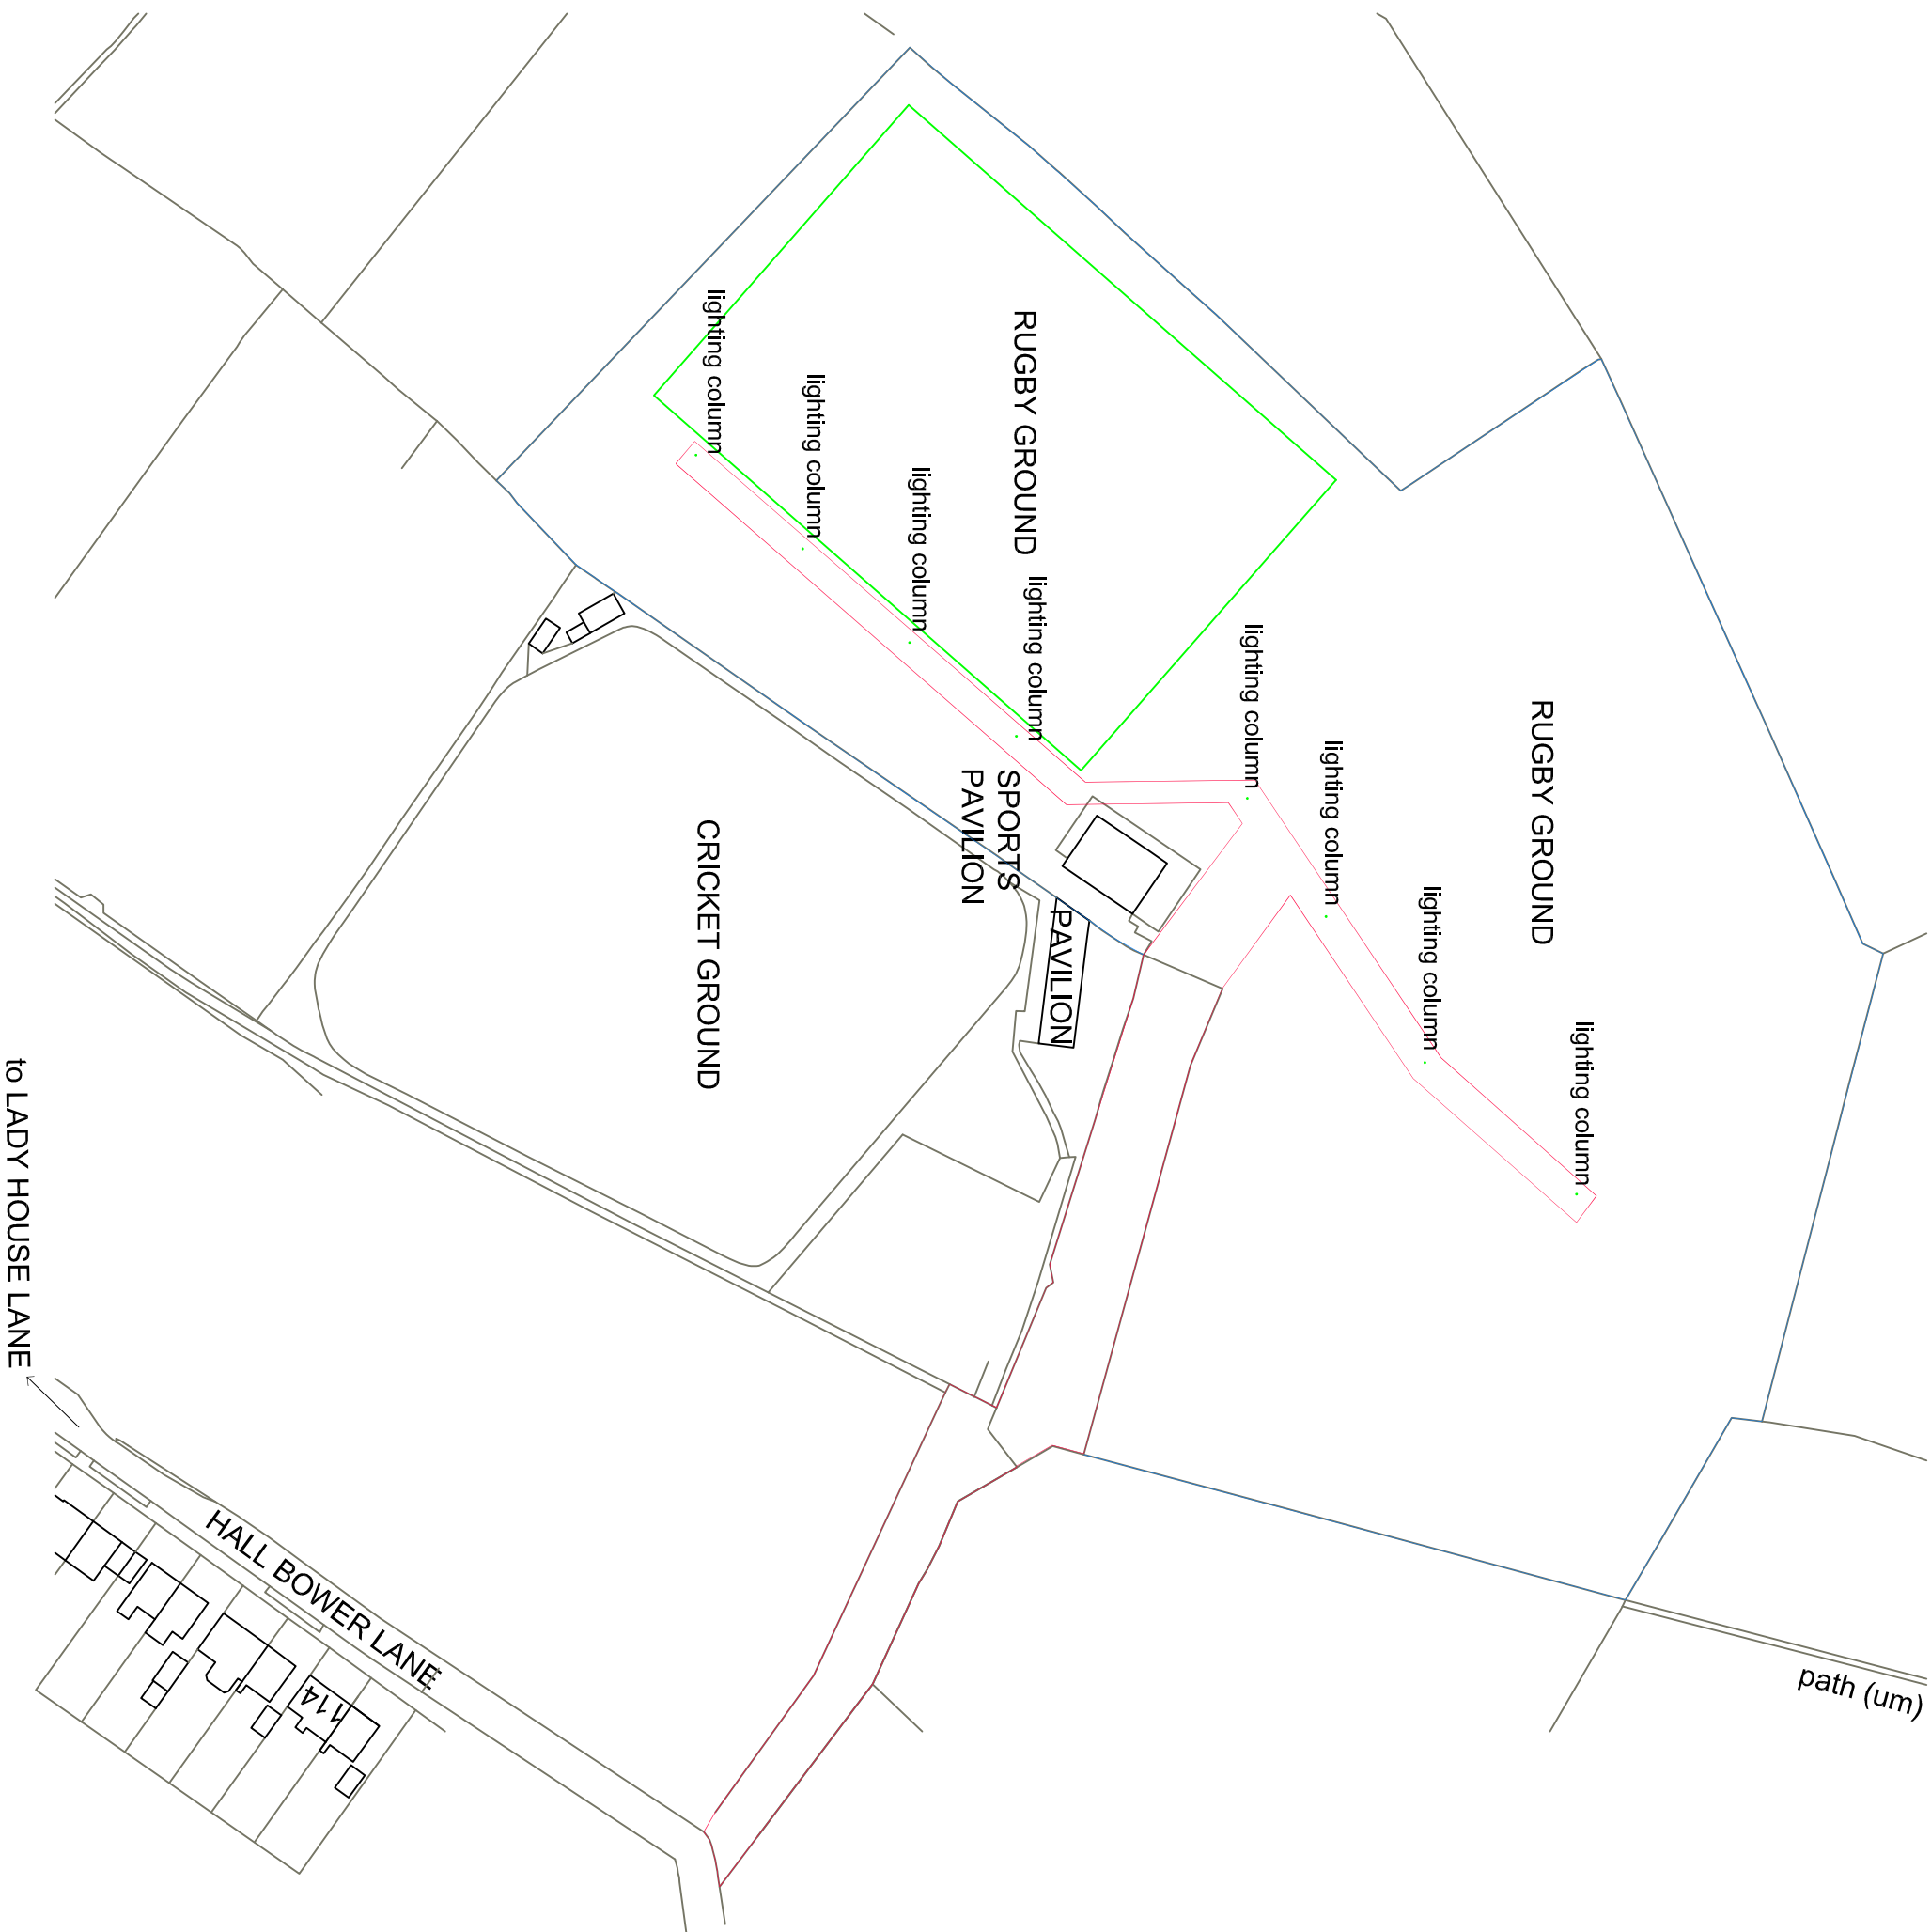 lighting column
lighting column
lighting column
RUGBY GROUND
lighting column
lighting column
RUGBY GROUND
lighting column
lighting column
lighting column
SPORTS
PAVILION
PAVILION
CRICKET GROUND
to LADY HOUSE LANE
HALL BOWER LANE
114
path (um)